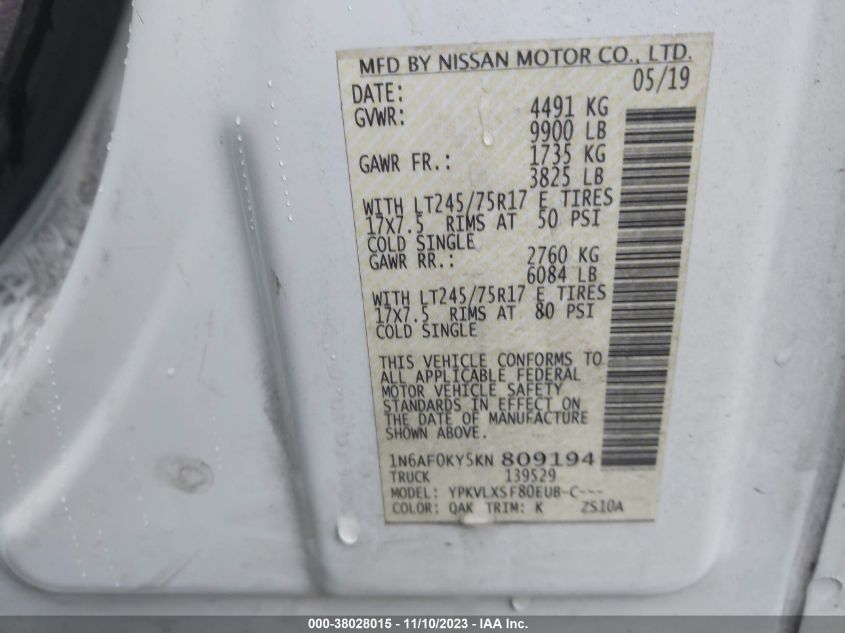 MFD BY NISSAN MOTOR CO., LTD.
DATE: 05/19
GVWR: 4491 KG
9900 LB
GAWR FR.: 1735 KG
3825 LB
WITH LT245/75R17 E TIRES
17X7.5 RIMS AT 50 PSI
COLD SINGLE
GAWR RR.: 2760 KG
6084 LB
WITH LT245/75R17 E TIRES
17X7.5 RIMS AT 80 PSI
COLD SINGLE
THIS VEHICLE CONFORMS TO
ALL APPLICABLE FEDERAL
MOTOR VEHICLE SAFETY
STANDARDS IN EFFECT ON
THE DATE OF MANUFACTURE
SHOWN ABOVE.
1N6AF0KY5KN 809194
TRUCK 139529
MODEL: YPKVLXSF80EUB-C---
COLOR: QAK TRIM: K ZS10A
000-38028015 - 11/10/2023 - IAA Inc.